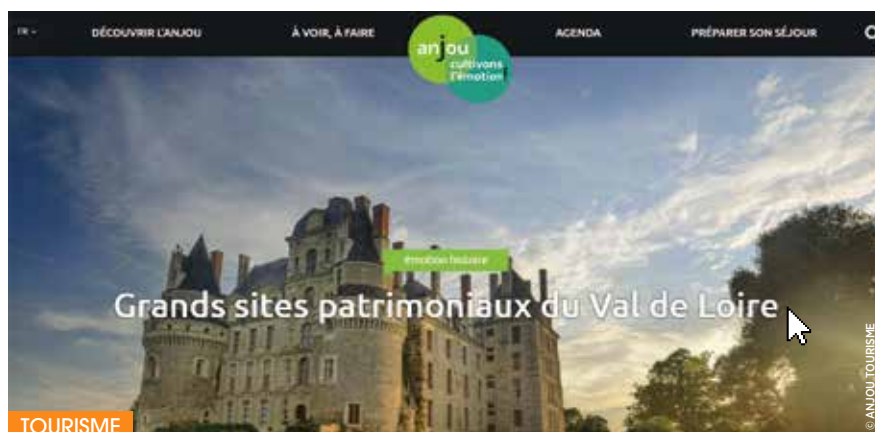 FR
DÉCOUVRIR L'ANJOU
À VOIR, À FAIRE
anjou
cultivons
l'émotion
AGENDA
PRÉPARER SON SÉJOUR
émotion histoire
Grands sites patrimoniaux du Val de Loire
TOURISME
© ANJOU TOURISME